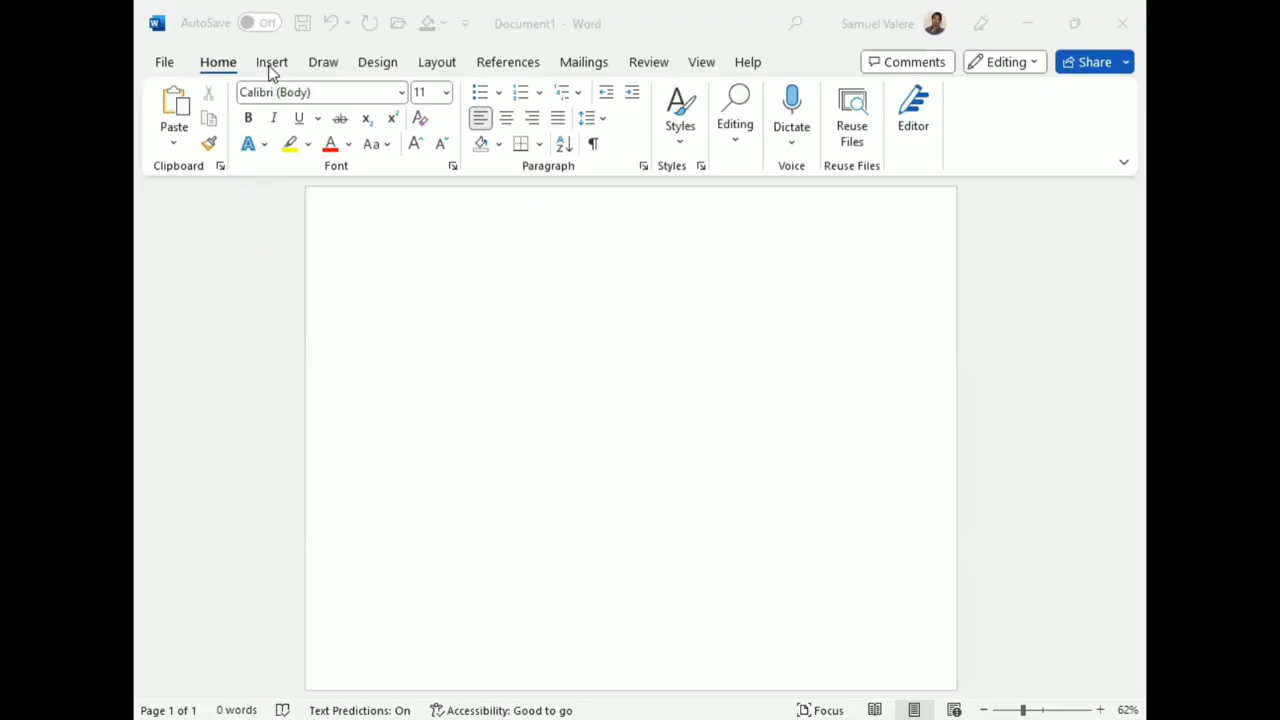 AutoSave Off Document1 - Word Samuel Valere
File Home Insert Draw Design Layout References Mailings Review View Help Comments Editing Share
Calibri (Body) 11
Paste Styles Editing Dictate Reuse Files Editor
Clipboard Font Paragraph Styles Voice Reuse Files
Page 1 of 1 0 words Text Predictions: On Accessibility: Good to go Focus 62%